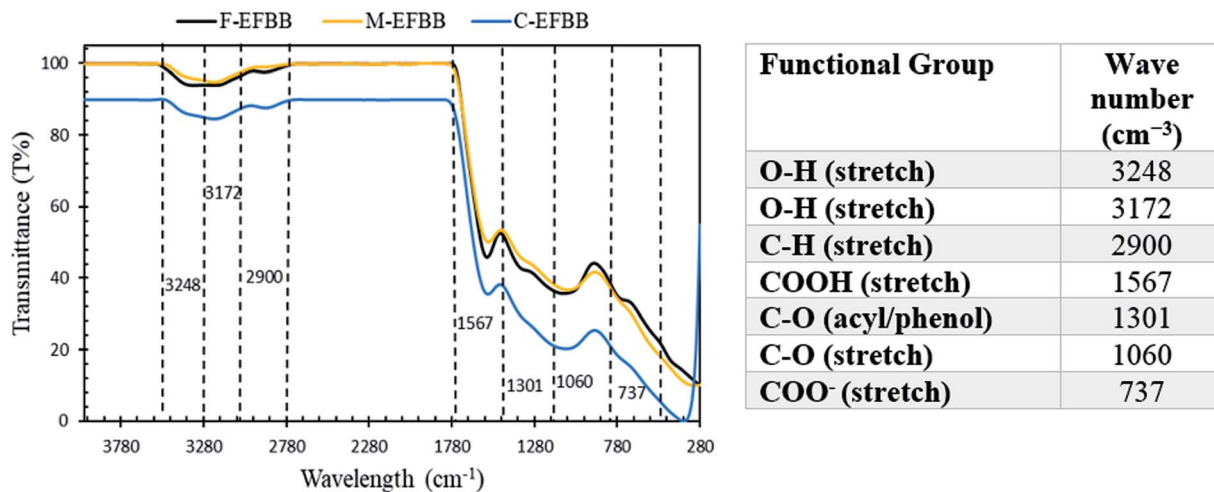 F-EFBB M-EFBB C-EFBB
Transmittance (T%)
100
80
60
40
20
0
3248
3172
2900
1567
1301
1060
737
3780 3280 2780 2280 1780 1280 780 280
Wavelength (cm⁻¹)
Functional Group Wave
number
(cm⁻³)
O-H (stretch) 3248
O-H (stretch) 3172
C-H (stretch) 2900
COOH (stretch) 1567
C-O (acyl/phenol) 1301
C-O (stretch) 1060
COO⁻ (stretch) 737